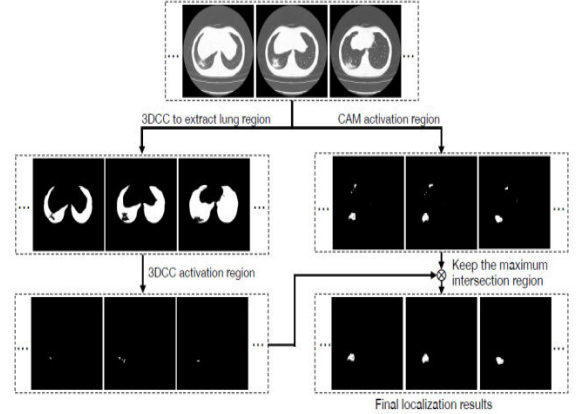 3DCC to extract lung region
CAM activation region
3DCC activation region
Keep the maximum
intersection region
Final localization results